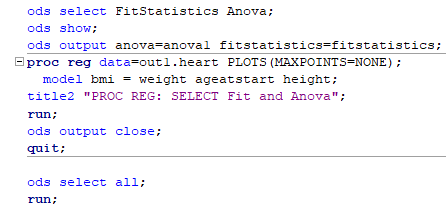 ods select FitStatistics Anova;
ods show;
ods output anova=anova1 fitstatistics=fitstatistics;
proc reg data=out1.heart PLOTS(MAXPOINTS=NONE);
model bmi = weight ageatstart height;
title2 "PROC REG: SELECT Fit and Anova";
run;
ods output close;
quit;
ods select all;
run;